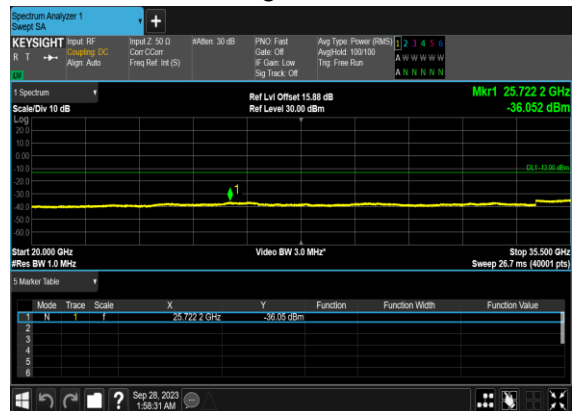 Spectrum Analyzer 1
Swept SA
+
KEYSIGHT Input: RF Input Z: 50 Ω #Atten: 30 dB PNO: Fast Avg Type: Power (RMS) 1 2 3 4 5 6
R T Coupling: DC Corr CCorr Gate: Off Avg|Hold: 100/100 A W W W W W
Align: Auto Freq Ref: Int (S) IF Gain: Low Trig: Free Run A N N N N N
LW Sig Track: Off
1 Spectrum Ref Lvl Offset 15.88 dB Mkr1 25.722 2 GHz
Scale/Div 10 dB Ref Level 30.00 dBm -36.052 dBm
Log
20.0
10.0
0.00
-10.0
DL1 -13.00 dBm
-20.0
-30.0
1
-40.0
-50.0
-60.0
Start 20.000 GHz Video BW 3.0 MHz* Stop 35.500 GHz
#Res BW 1.0 MHz Sweep 26.7 ms (40001 pts)
5 Marker Table
Mode Trace Scale X Y Function Function Width Function Value
1 N 1 f 25.722 2 GHz -36.05 dBm
2
3
4
5
6
? Sep 28, 2023
1:58:31 AM